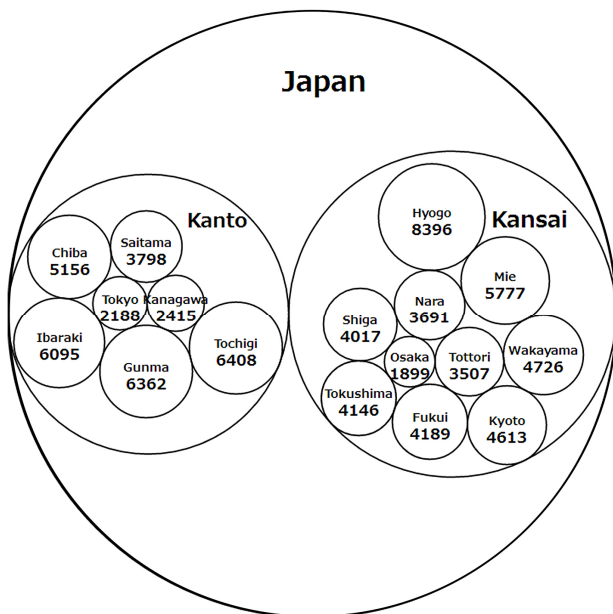 Japan
Kanto
Chiba
5156
Saitama
3798
Tokyo
2188
Kanagawa
2415
Ibaraki
6095
Gunma
6362
Tochigi
6408
Kansai
Hyogo
8396
Mie
5777
Nara
3691
Shiga
4017
Osaka
1899
Tottori
3507
Wakayama
4726
Tokushima
4146
Fukui
4189
Kyoto
4613